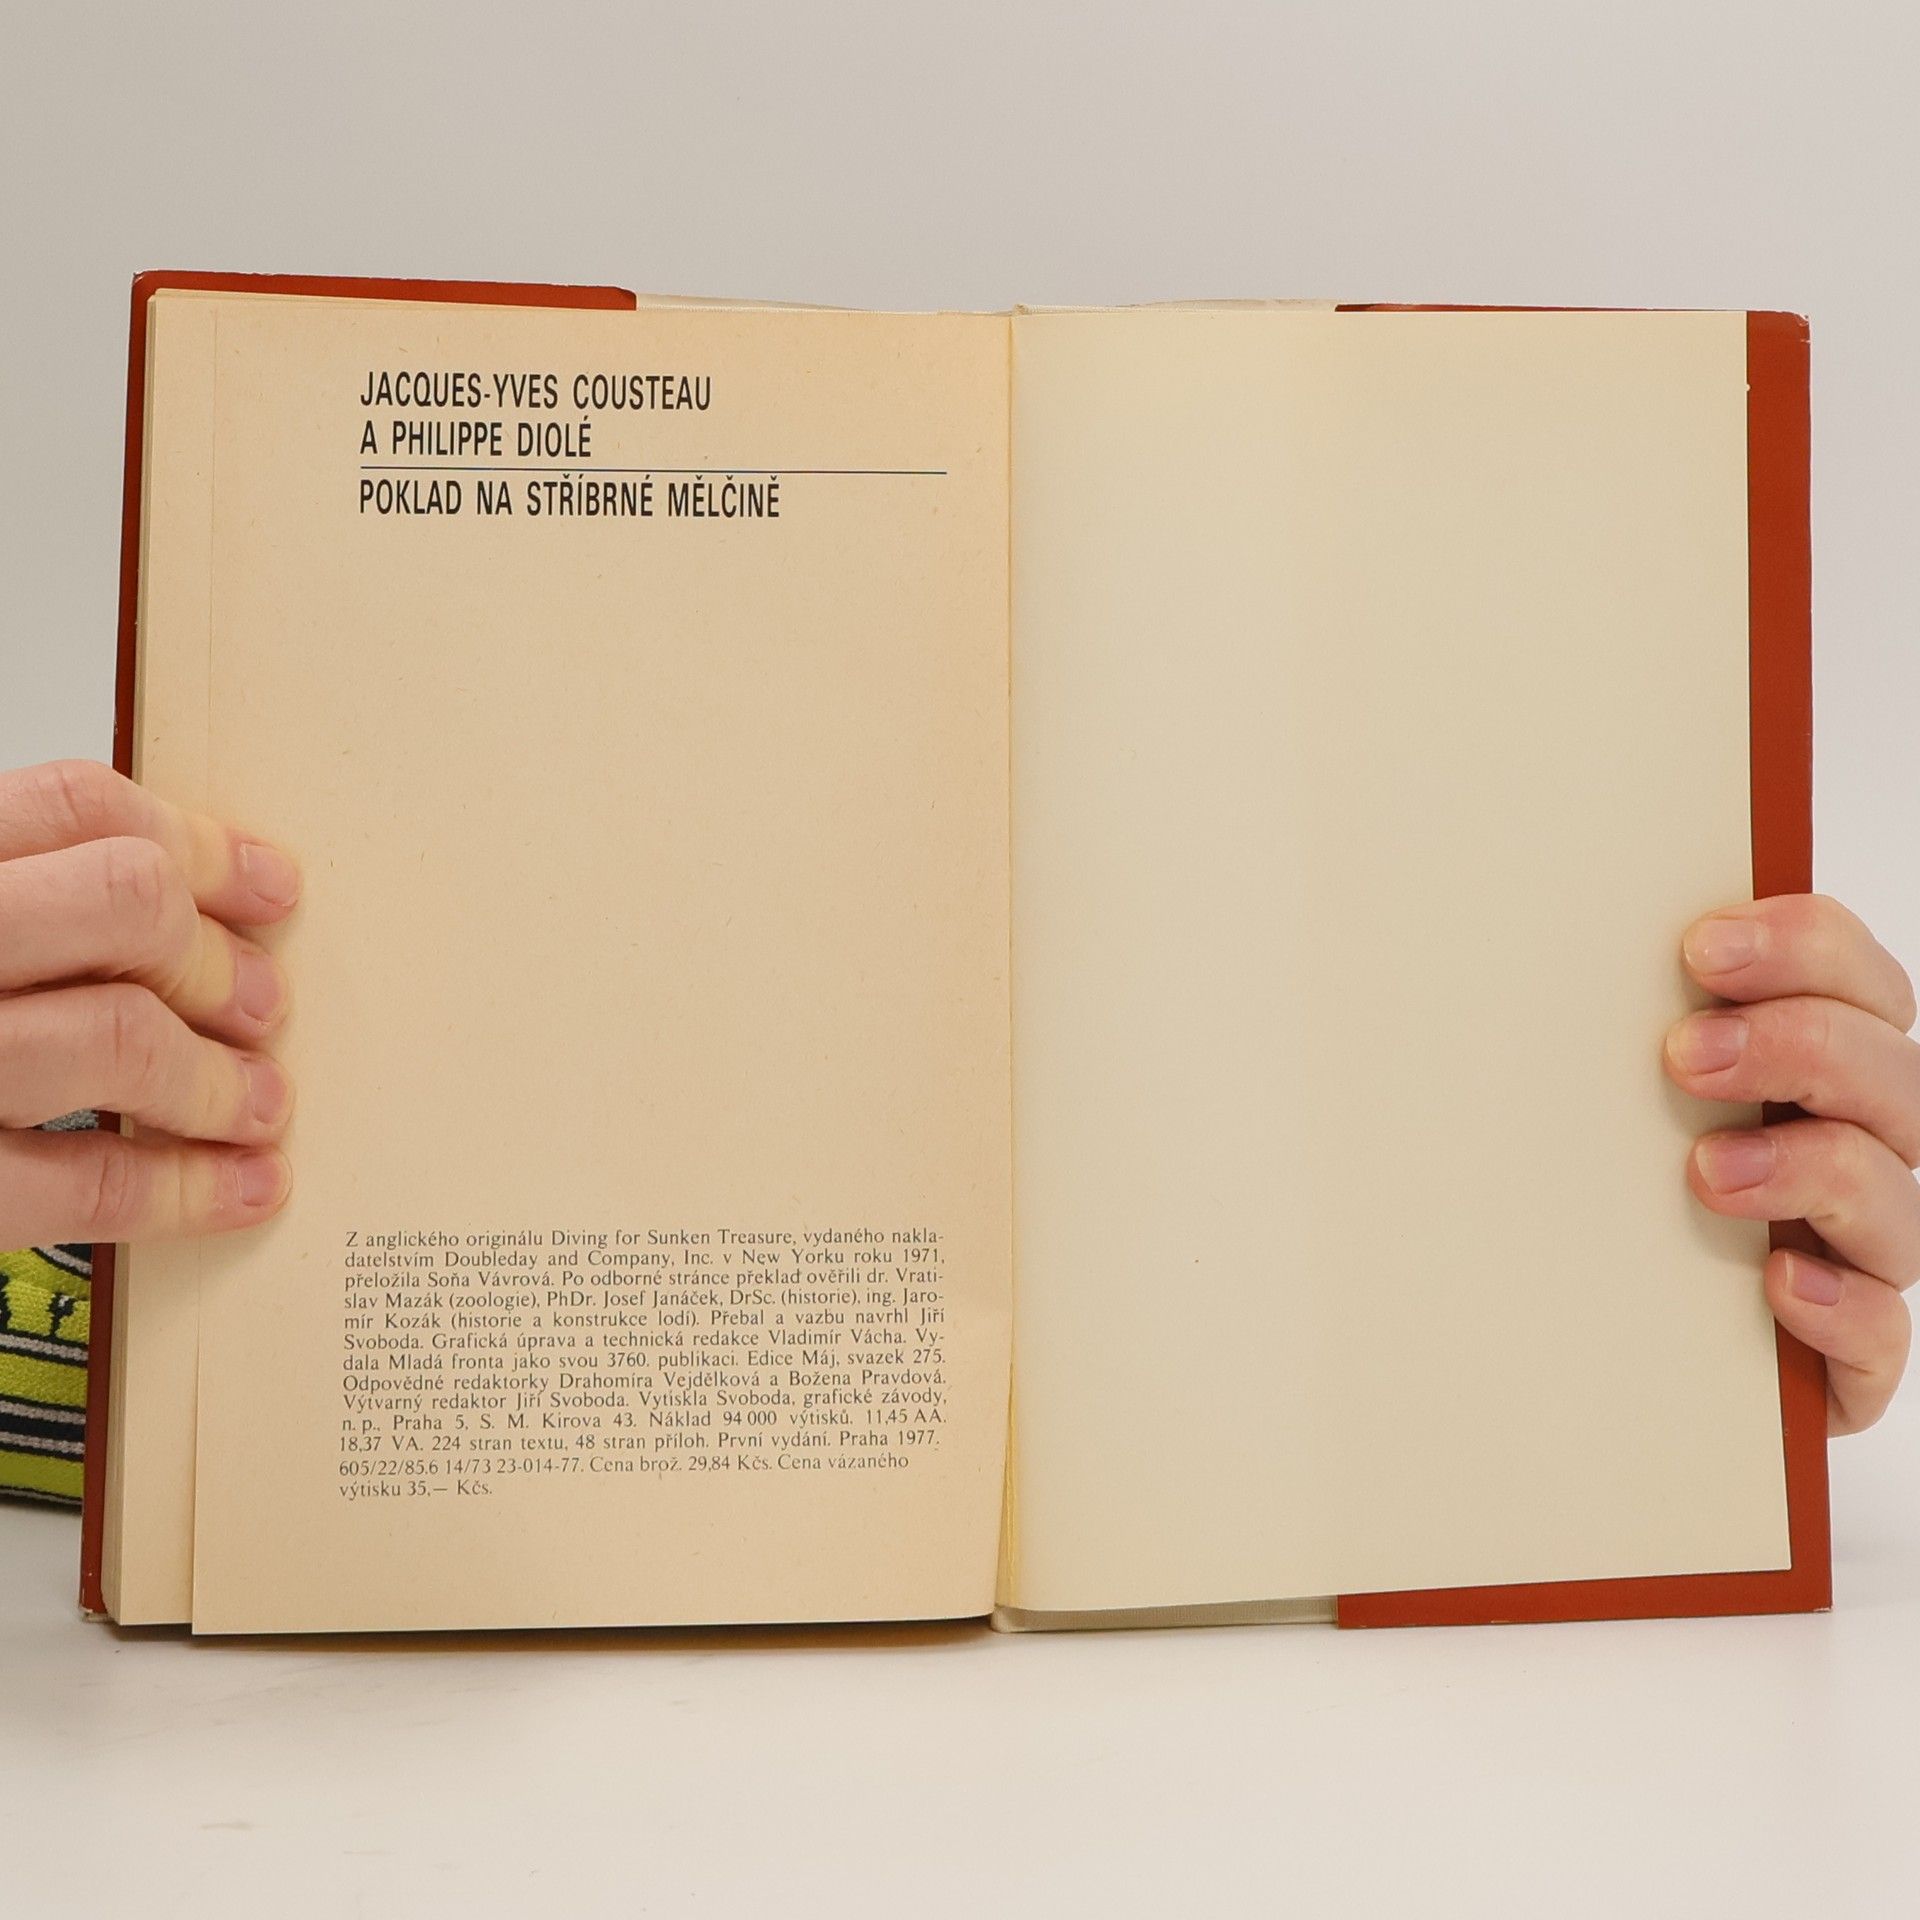 JACQUES-YVES COUSTEAU
A PHILIPPE DIOLÉ
POKLAD NA STŘÍBRNÉ MĚLČINĚ
Z anglického originálu Diving for Sunken Treasure, vydaného nakla-
datelstvím Doubleday and Company, Inc. v New Yorku roku 1971,
přeložila Soňa Vávrová. Po odborné stránce překlad ověřili dr. Vrati-
slav Mazák (zoologie), PhDr. Josef Janáček, DrSc. (historie), ing. Jaro-
mír Kozák (historie a konstrukce lodí). Přebal a vazbu navrhl Jiří
Svoboda. Grafická úprava a technická redakce Vladimír Vácha. Vy-
dala Mladá fronta jako svou 3760. publikaci. Edice Máj, svazek 275.
Odpovědné redaktorky Drahomíra Vejdělková a Božena Pravdová.
Výtvarný redaktor Jiří Svoboda. Vytiskla Svoboda, grafické závody,
n. p., Praha 5, S. M. Kirova 43. Náklad 94 000 výtisků. 11,45 AA.
18,37 VA. 224 stran textu, 48 stran příloh. První vydání. Praha 1977.
605/22/85.6 14/73 23-014-77. Cena brož. 29,84 Kčs. Cena vázaného
výtisku 35,— Kčs.